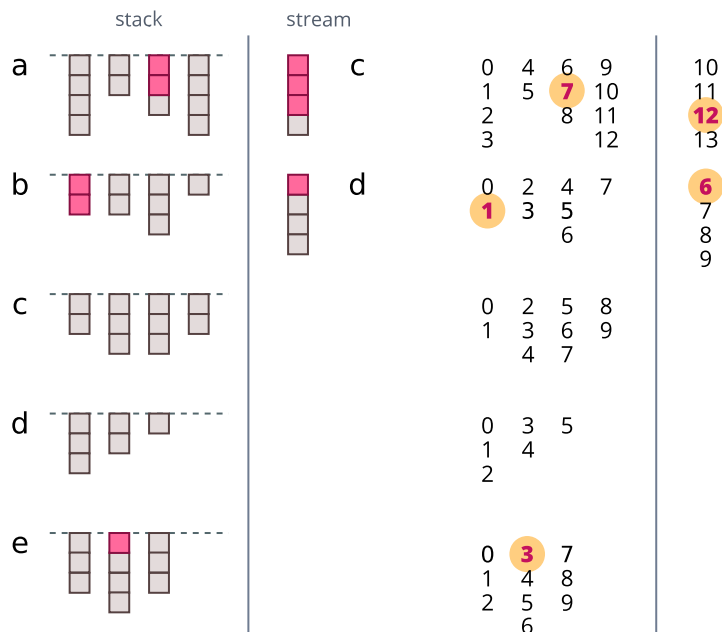 stack stream
a c 0 4 6 9 10
1 5 7 10 11
2 8 11 12
3 12 13
b d 0 2 4 7 6
1 3 5 7
6 8
9
c 0 2 5 8
1 3 6 9
4 7
d 0 3 5
1 4
2
e 0 3 7
1 4 8
2 5 9
6